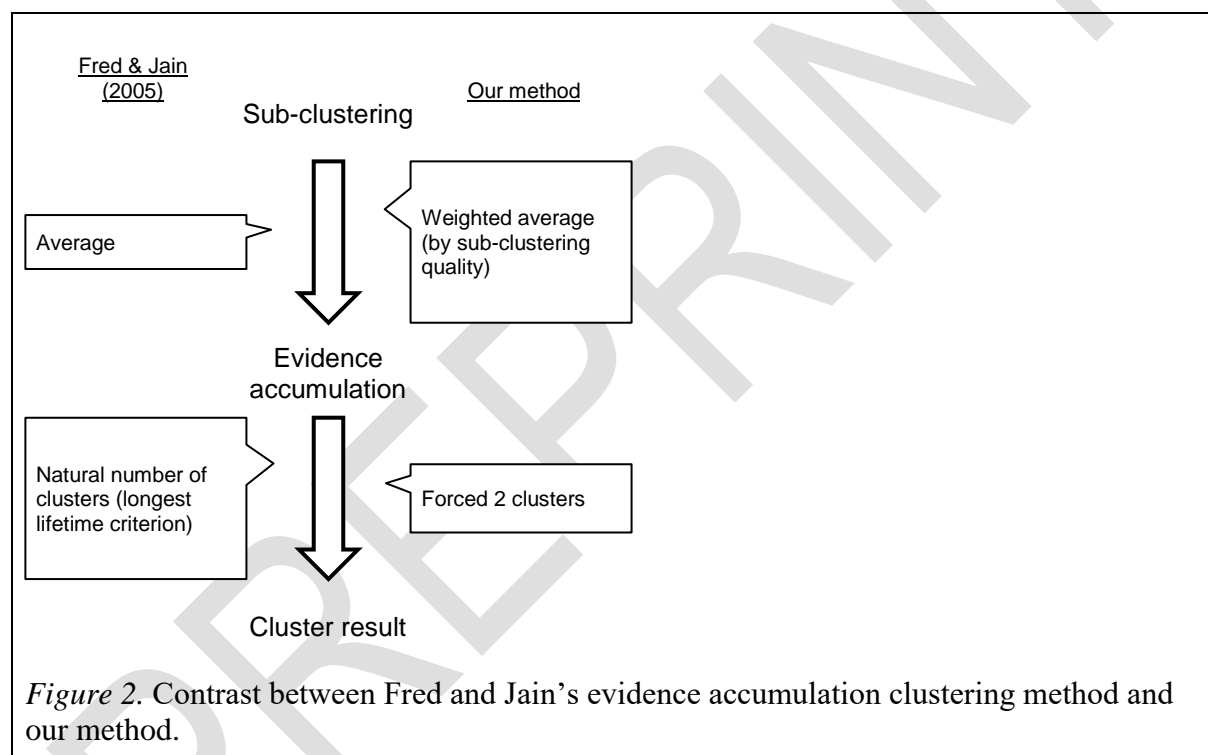 Fred & Jain
(2005)
Our method
Sub-clustering
Average
Weighted average
(by sub-clustering
quality)
Evidence
accumulation
Natural number of
clusters (longest
lifetime criterion)
Forced 2 clusters
Cluster result
Figure 2. Contrast between Fred and Jain’s evidence accumulation clustering method and
our method.
PREPRINT